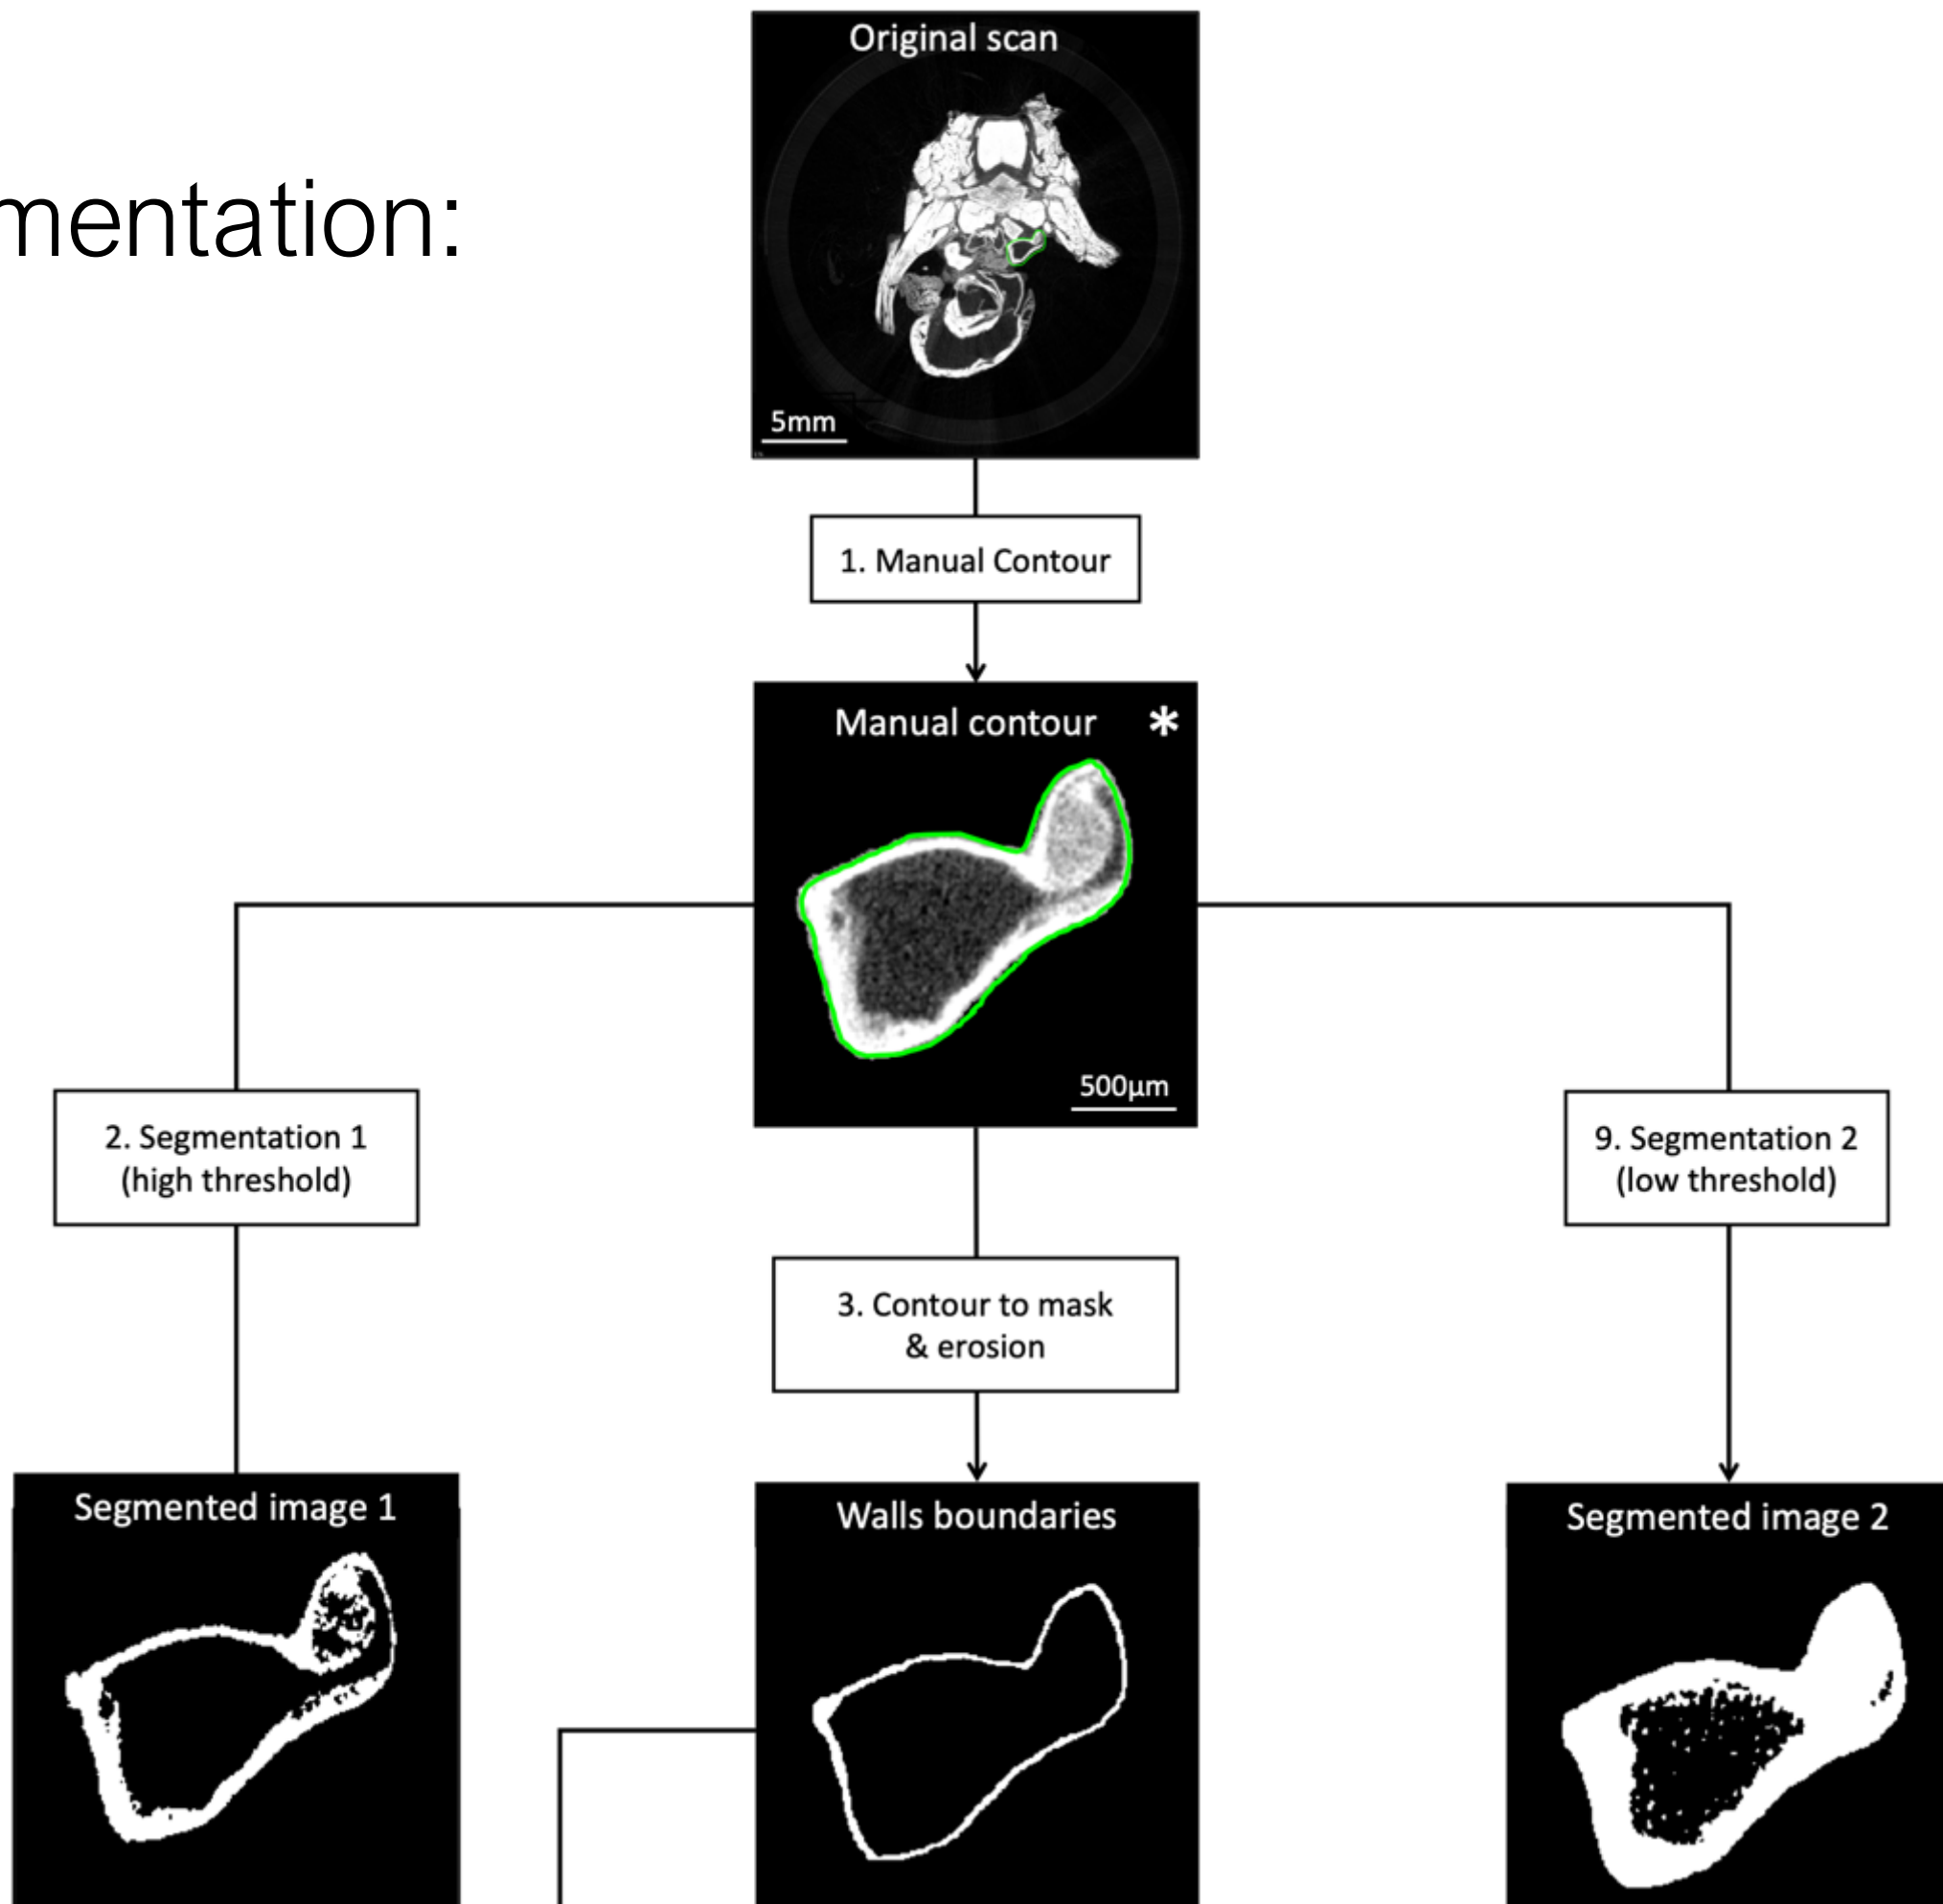 Original scan
mentation:
5mm
1. Manual Contour
Manual contour *
500µm
2. Segmentation 1
(high threshold)
9. Segmentation 2
(low threshold)
3. Contour to mask
& erosion
Segmented image 1
Walls boundaries
Segmented image 2